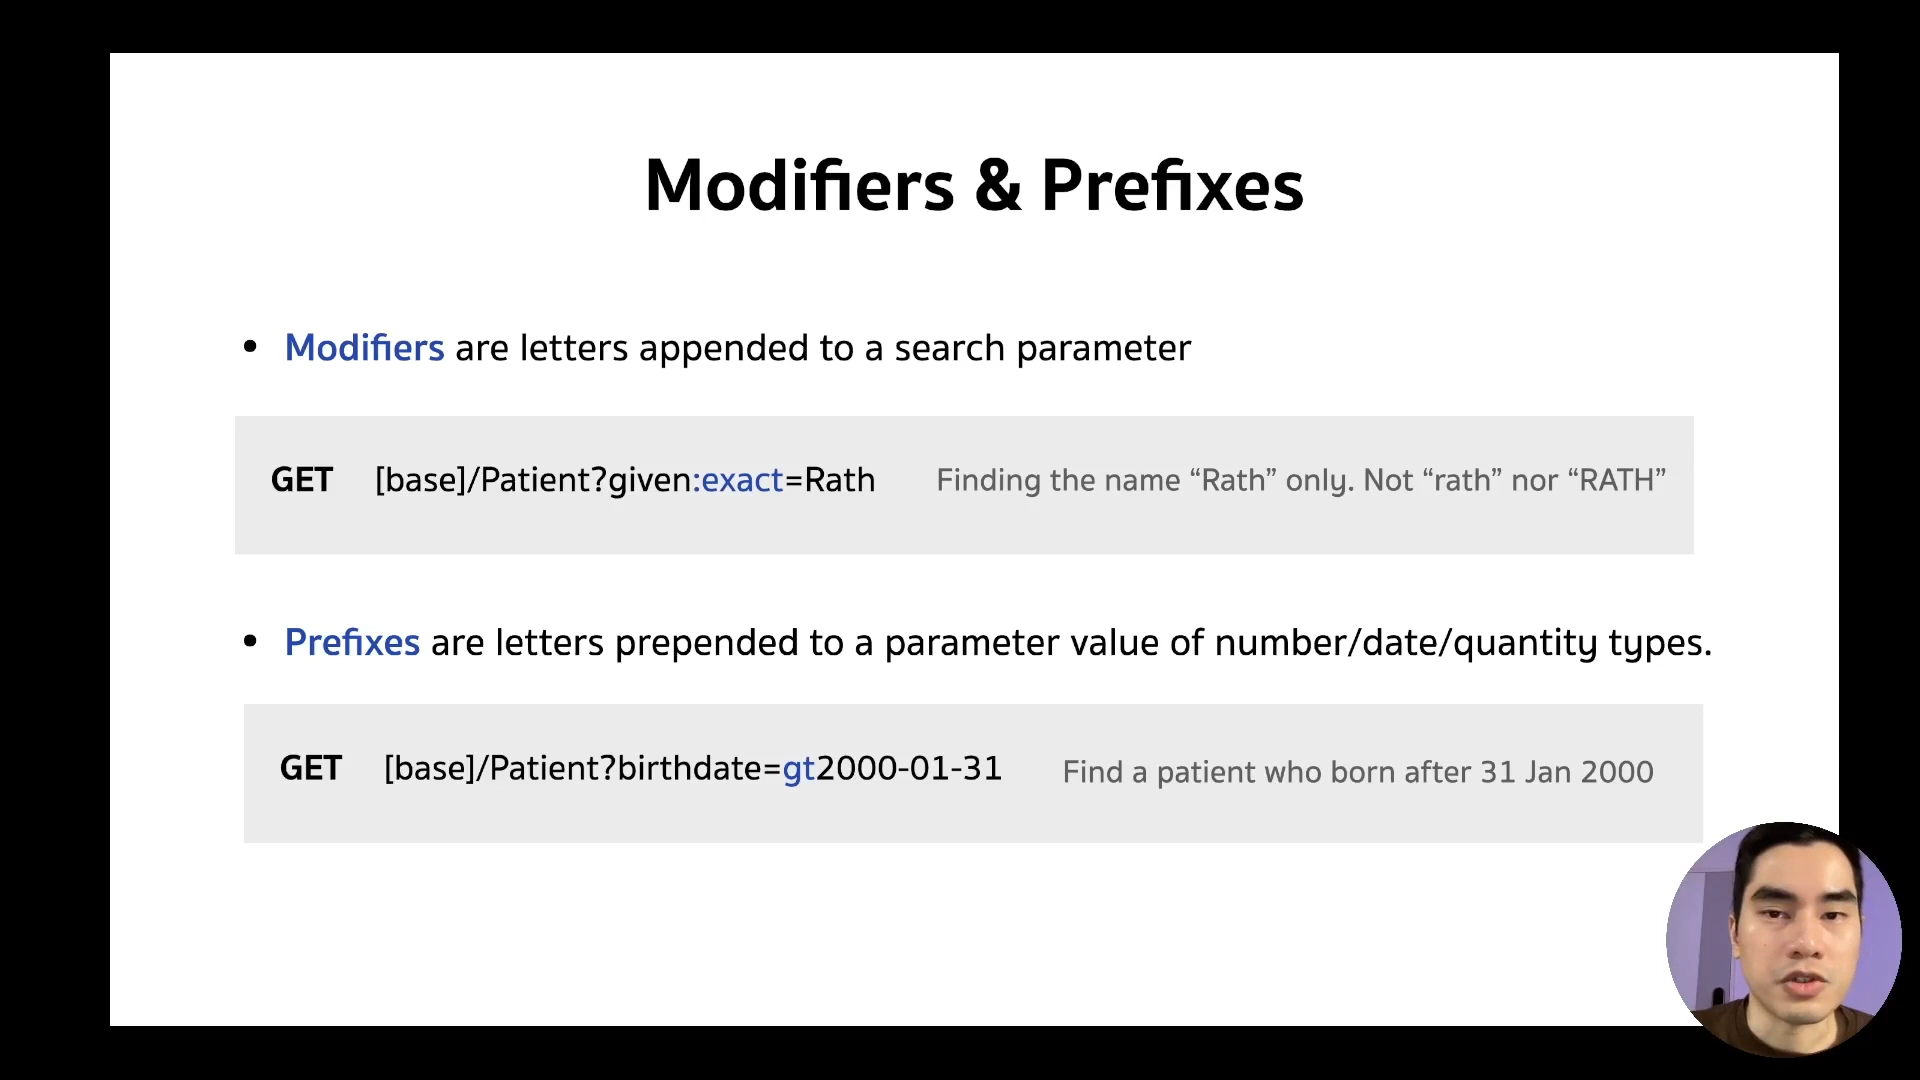 Modifiers & Prefixes
• Modifiers are letters appended to a search parameter
GET [base]/Patient?given:exact=Rath Finding the name “Rath” only. Not “rath” nor “RATH”
• Prefixes are letters prepended to a parameter value of number/date/quantity types.
GET [base]/Patient?birthdate=gt2000-01-31 Find a patient who born after 31 Jan 2000